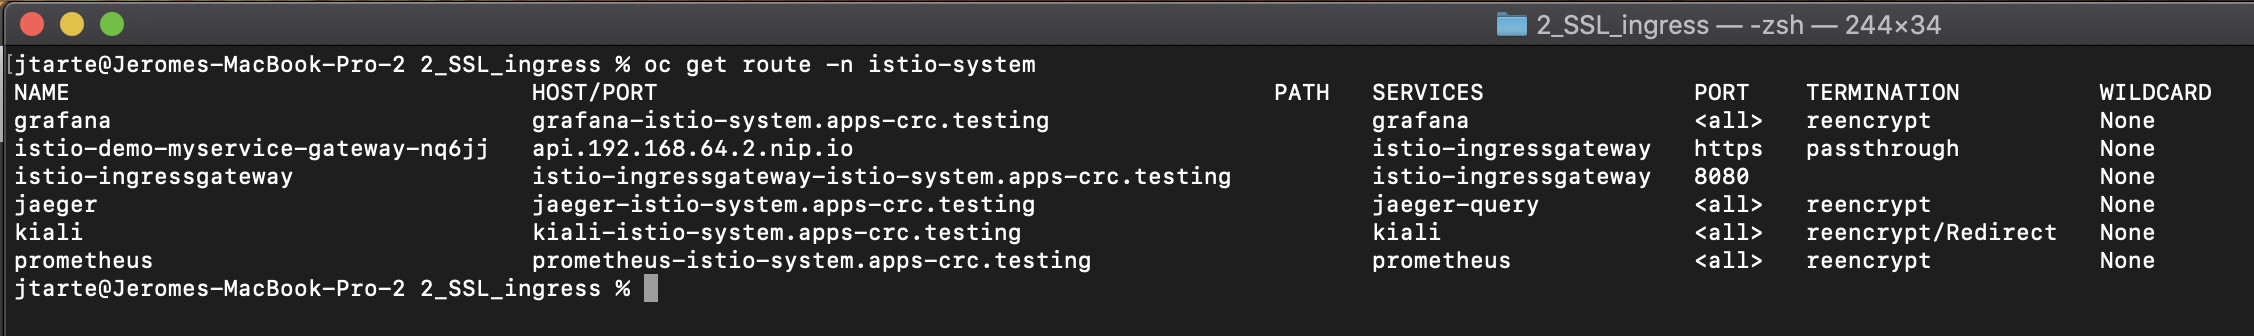 2_SSL_ingress — -zsh — 244×34
[jtarte@Jeromes-MacBook-Pro-2 2_SSL_ingress % oc get route -n istio-system
NAME HOST/PORT PATH SERVICES PORT TERMINATION WILDCARD
grafana grafana-istio-system.apps-crc.testing grafana <all> reencrypt None
istio-demo-myservice-gateway-nq6jj api.192.168.64.2.nip.io istio-ingressgateway https passthrough None
istio-ingressgateway istio-ingressgateway-istio-system.apps-crc.testing istio-ingressgateway 8080 None
jaeger jaeger-istio-system.apps-crc.testing jaeger-query <all> reencrypt None
kiali kiali-istio-system.apps-crc.testing kiali <all> reencrypt/Redirect None
prometheus prometheus-istio-system.apps-crc.testing prometheus <all> reencrypt None
jtarte@Jeromes-MacBook-Pro-2 2_SSL_ingress %